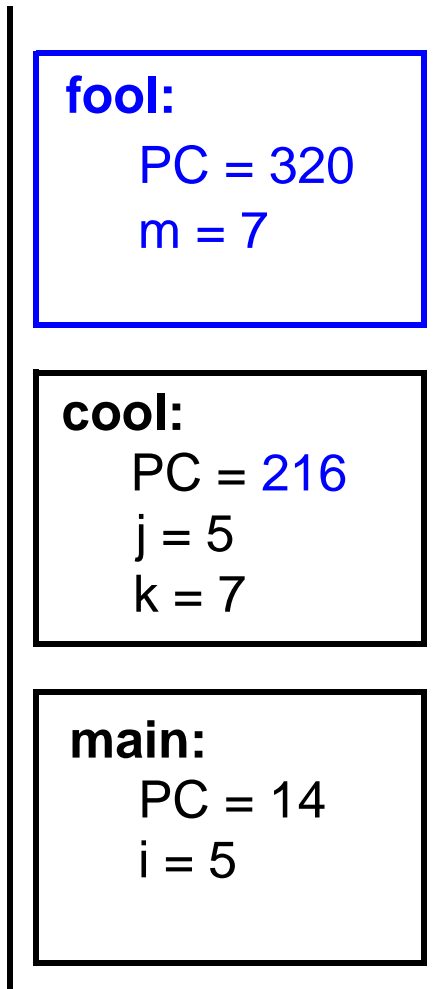 fool:
PC = 320
m = 7
cool:
PC = 216
j = 5
k = 7
main:
PC = 14
i = 5